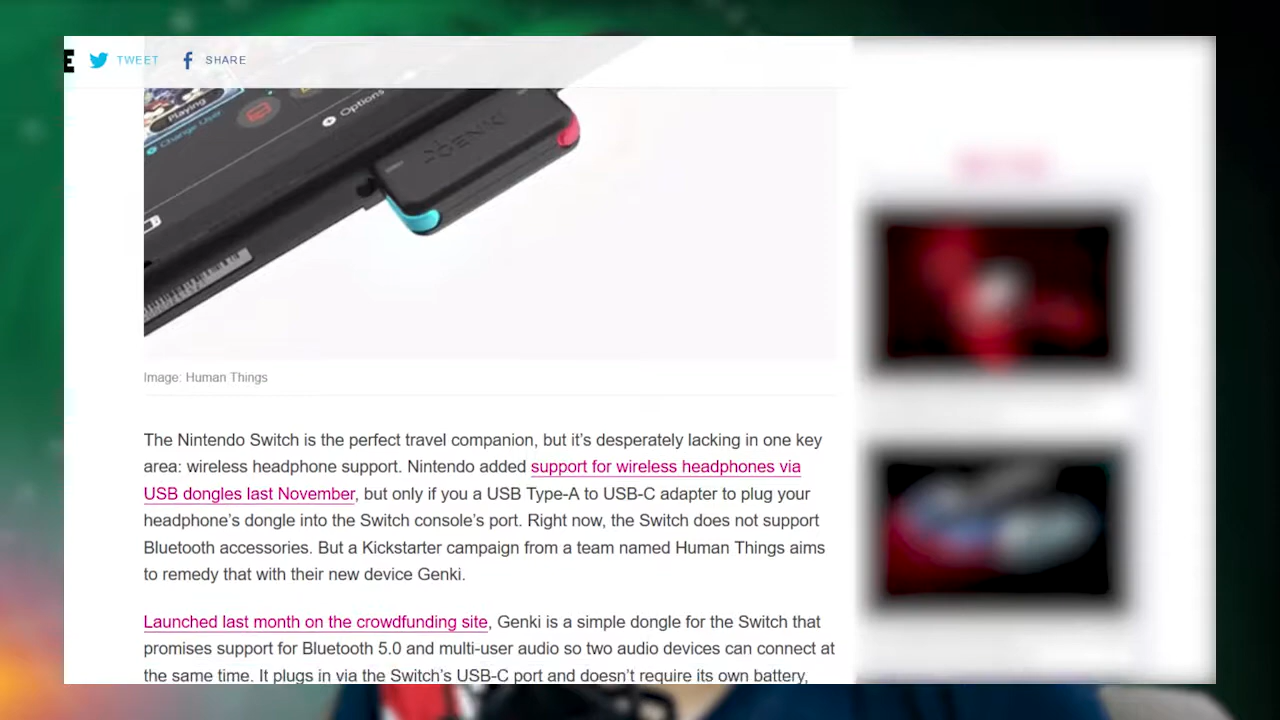 E TWEET SHARE
Playing
Change User
Options
GENKI
Image: Human Things
The Nintendo Switch is the perfect travel companion, but it’s desperately lacking in one key
area: wireless headphone support. Nintendo added support for wireless headphones via
USB dongles last November, but only if you a USB Type-A to USB-C adapter to plug your
headphone’s dongle into the Switch console’s port. Right now, the Switch does not support
Bluetooth accessories. But a Kickstarter campaign from a team named Human Things aims
to remedy that with their new device Genki.
Launched last month on the crowdfunding site, Genki is a simple dongle for the Switch that
promises support for Bluetooth 5.0 and multi-user audio so two audio devices can connect at
the same time. It plugs in via the Switch’s USB-C port and doesn’t require its own battery,